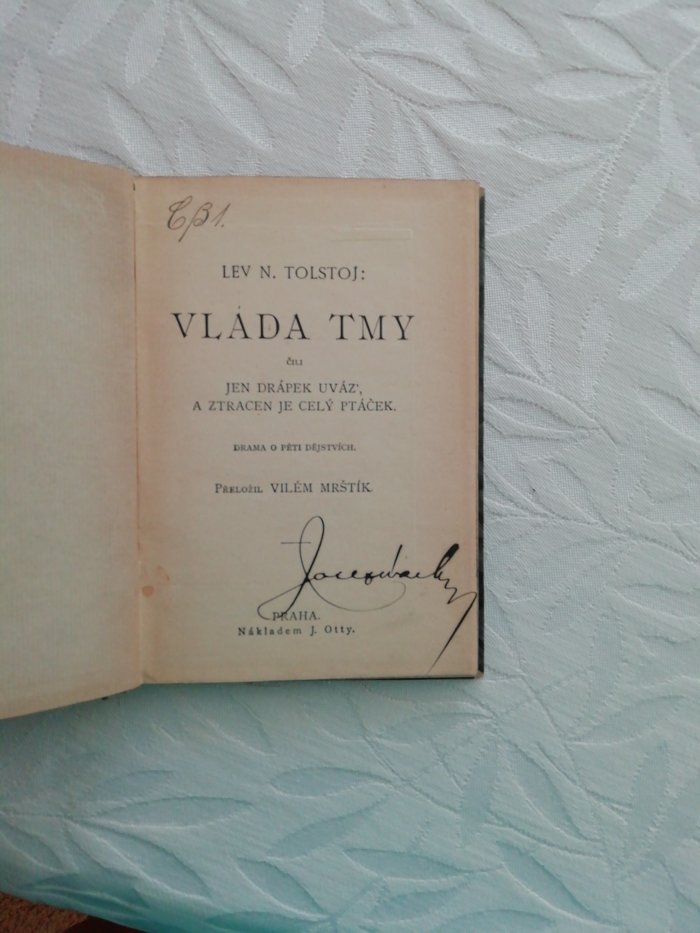 LEV N. TOLSTOJ:
VLÁDA TMY
ČILI
JEN DRÁPEK UVÁZ',
A ZTRACEN JE CELÝ PTÁČEK.
DRAMA O PĚTI DĚJSTVÍCH.
PŘELOŽIL VILÉM MRŠTÍK.
PRAHA.
Nákladem J. Otty.